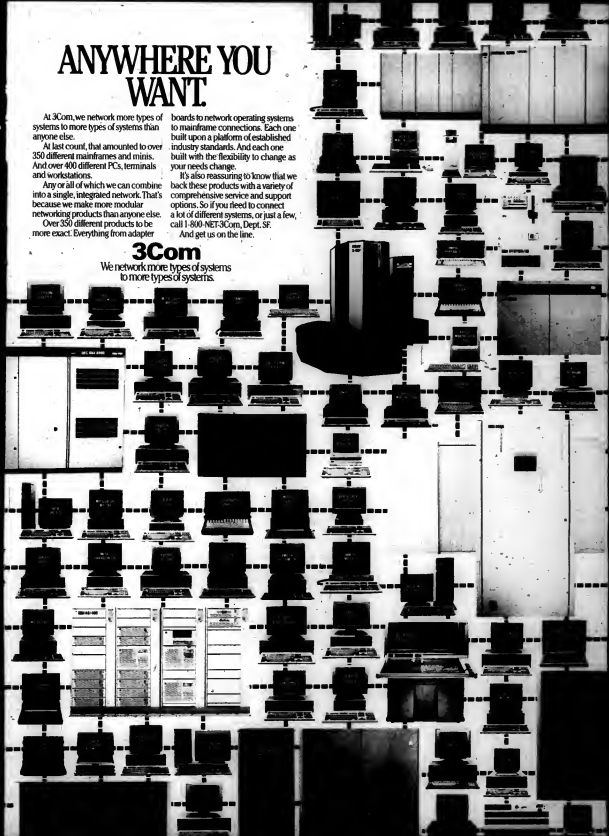 ANYWHERE YOU
WANT.
At 3Com, we network more types of
systems to more types of systems than
anyone else.
At last count, that amounted to over
350 different mainframes and minis.
And over 400 different PCs, terminals
and workstations.
Any or all of which we can combine
into a single, integrated network. That's
because we make more modular
networking products than anyone else.
Over 350 different products to be
more exact. Everything from adapter
boards to network operating systems
to mainframe connections. Each one
built upon a platform of established
industry standards. And each one
built with the flexibility to change as
your needs change.
It's also reassuring to know that we
back these products with a variety of
comprehensive service and support
options. So if you need to connect
a lot of different systems, or just a few,
call 1-800-NET-3Com, Dept. SF.
And get us on the line.
3Com
We network more types of systems
to more types of systems.